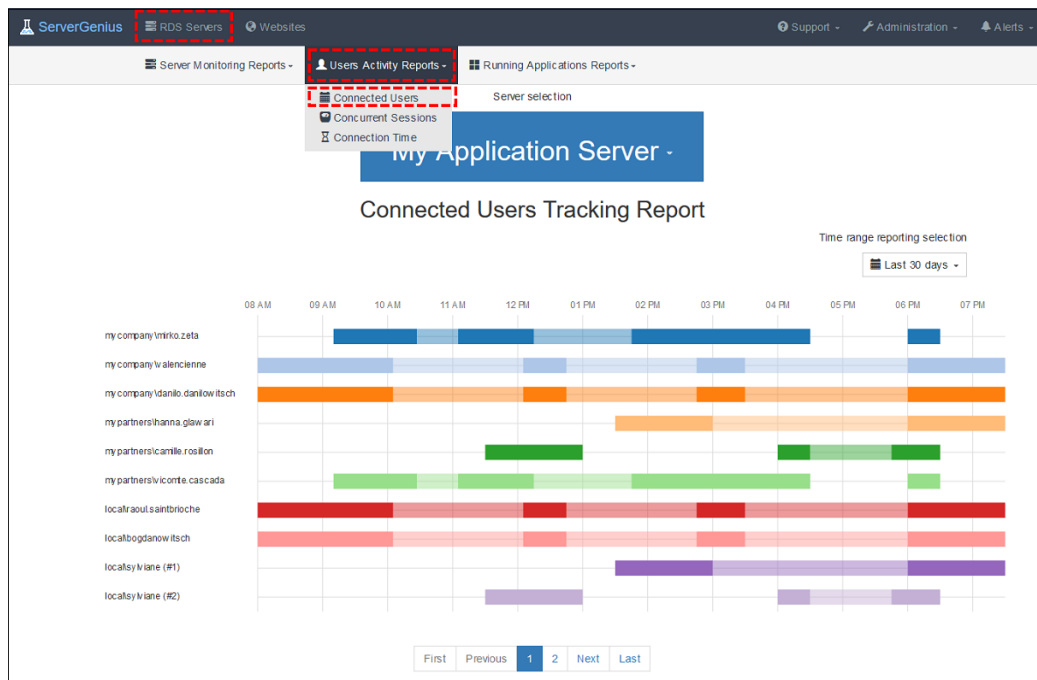 ServerGenius RDS Servers Websites Support Administration Alerts
Server Monitoring Reports Users Activity Reports Running Applications Reports
Connected Users
Concurrent Sessions
Connection Time
Server selection
My Application Server
Connected Users Tracking Report
Time range reporting selection
Last 30 days
08 AM 09 AM 10 AM 11 AM 12 PM 01 PM 02 PM 03 PM 04 PM 05 PM 06 PM 07 PM
mycompany\mirko.zeta
mycompany\valencienne
mycompany\danilo.danilowitsch
mypartners\hanna.glawari
mypartners\camille.rosillon
mypartners\vicomte.cascada
local\raoul.saintbrioche
local\bogdanowitsch
local\sylviane (#1)
local\sylviane (#2)
First Previous 1 2 Next Last